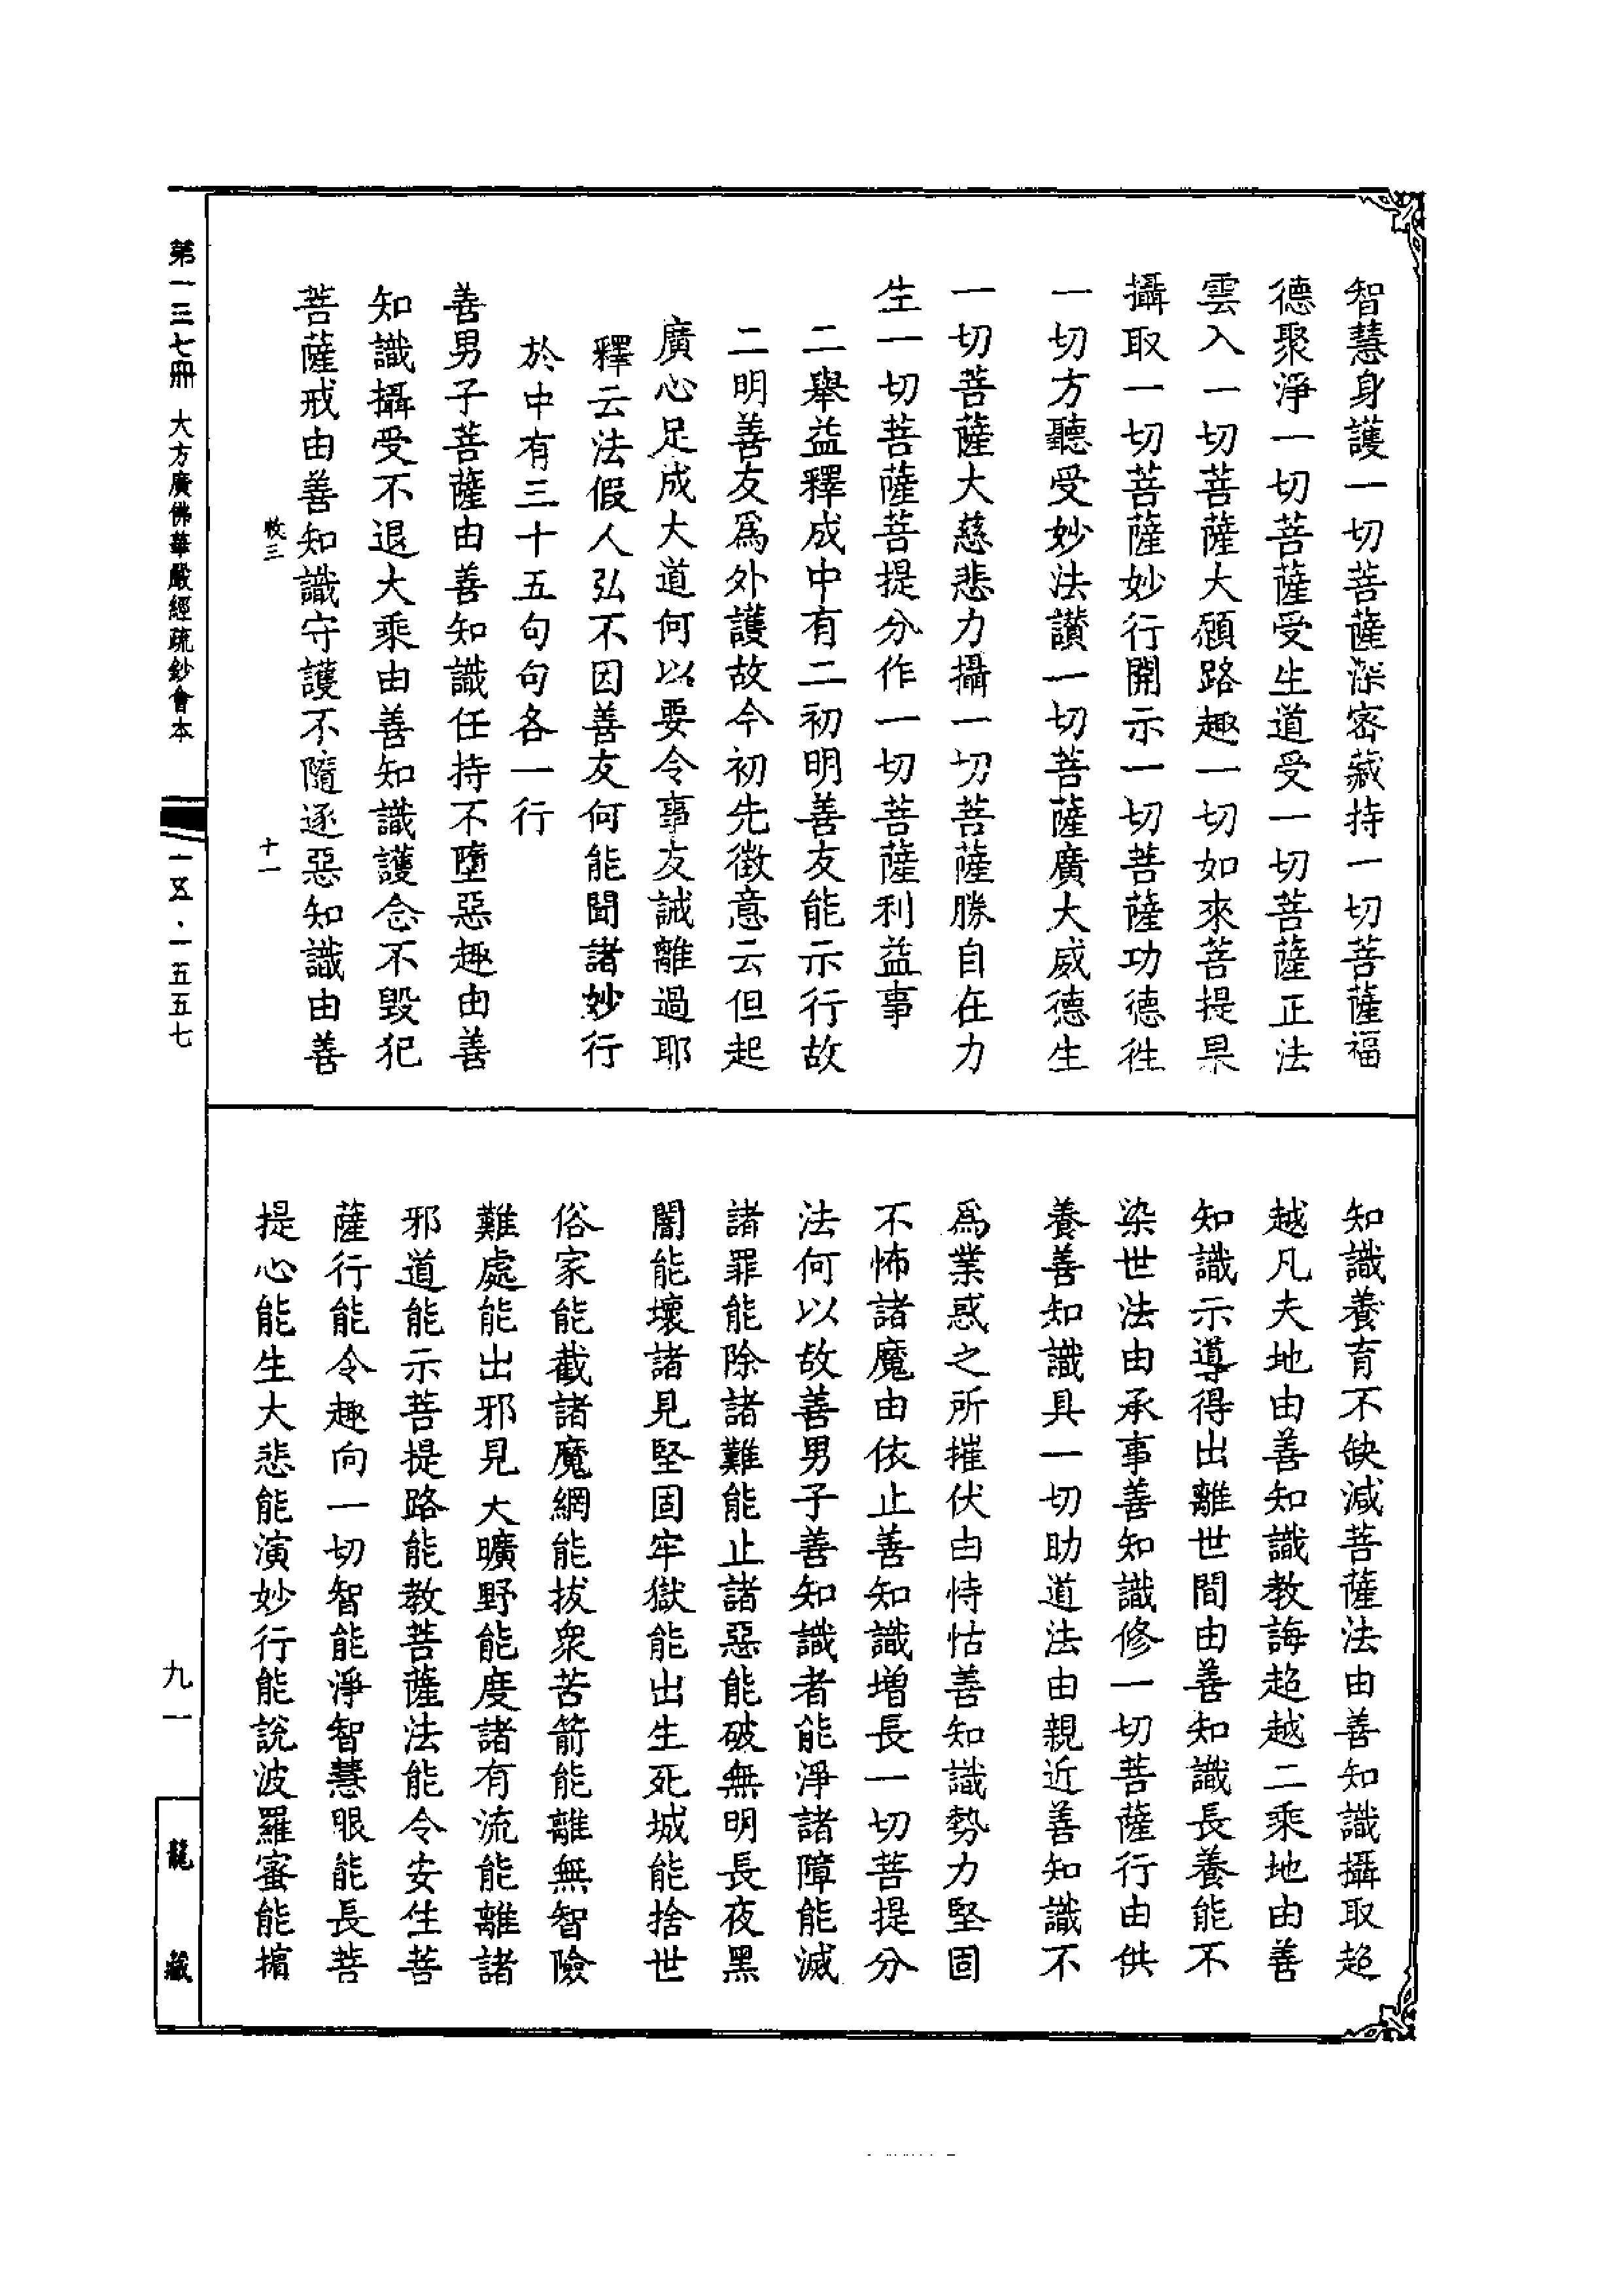 智慧身護一切菩薩深密藏持一切菩薩福
德聚淨一切菩薩受生道受一切菩薩正法
雲入一切菩薩大願路趣一切如來菩提果
攝取一切菩薩妙行開示一切菩薩功德徃
一切方聽受妙法讃一切菩薩廣大威德生
一切菩薩大慈悲力攝一切菩薩勝自在力
生一切菩薩菩提分作一切菩薩利益事
二舉益釋成中有二初明善友能示行故
二明善友爲外護故今初先徵意云但起
廣心足成大道何以要令事友誠離過耶
釋云法假人弘不因善友何能聞諸妙行
於中有三十五句句各一行
善男子菩薩由善知識任持不墮惡趣由善
知識攝受不退大乘由善知識護念不毀犯
菩薩戒由善知識守護不隨逐惡知識由善
十一
知識養育不缺減菩薩法由善知識攝取超
越凡夫地由善知識教誨超越二乘地由善
知識示導得出離世間由善知識長養能不
染世法由承事善知識修一切菩薩行由供
養善知識具一切助道法由親近善知識不
爲業惑之所摧伏由恃怙善知識勢力堅固
不怖諸魔由依止善知識增長一切菩提分
法何以故善男子善知識者能淨諸障能滅
諸罪能除諸難能止諸惡能破無明長夜黑
闇能壞諸見堅固牢獄能出生死城能捨世
俗家能截諸魔網能拔衆苦箭能離無智險
難處能出邪見大曠野能度諸有流能離諸
邪道能示菩提路能教菩薩法能令安住菩
薩行能令趣向一切智能淨智慧眼能長菩
提心能生大悲能演妙行能說波羅蜜能擯
第一三七冊 大方廣佛華嚴經疏鈔會本
一五·一五五七
九一
龍藏